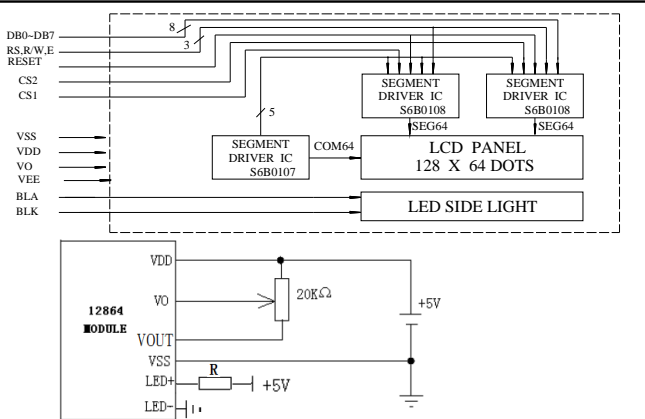 DB0~DB7
8
RS,R/W,E
3
RESET
CS2
CS1
SEGMENT
DRIVER IC
S6B0108
SEGMENT
DRIVER IC
S6B0108
5
SEG64
SEG64
VSS
VDD
VO
VEE
SEGMENT
DRIVER IC
S6B0107
COM64
LCD PANEL
128 X 64 DOTS
BLA
BLK
LED SIDE LIGHT
VDD
VO
20KΩ
+5V
12864
MODULE
VOUT
VSS
LED+
R
+5V
LED-